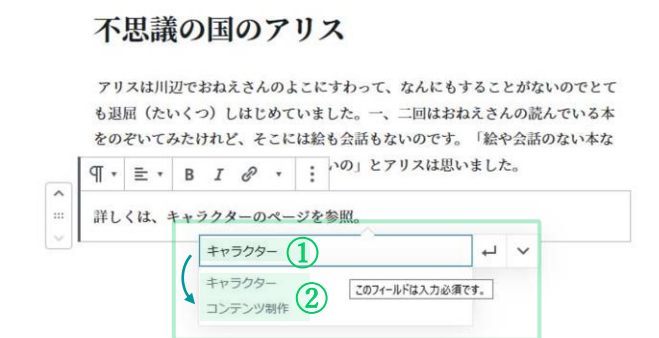 不思議の国のアリス
アリスは川辺でおねえさんのよこにすわって、なんにもすることがないのでとて
も退屈（たいくつ）しはじめていました。一、二回はおねえさんの読んでいる本
をのぞいてみたけれど、そこには絵も会話もないのです。「絵や会話のない本な
いの」とアリスは思いました。
B I
詳しくは、キャラクターのページを参照。
キャラクター ①
キャラクター
コンテンツ制作 ②
このフィールドは入力必須です。